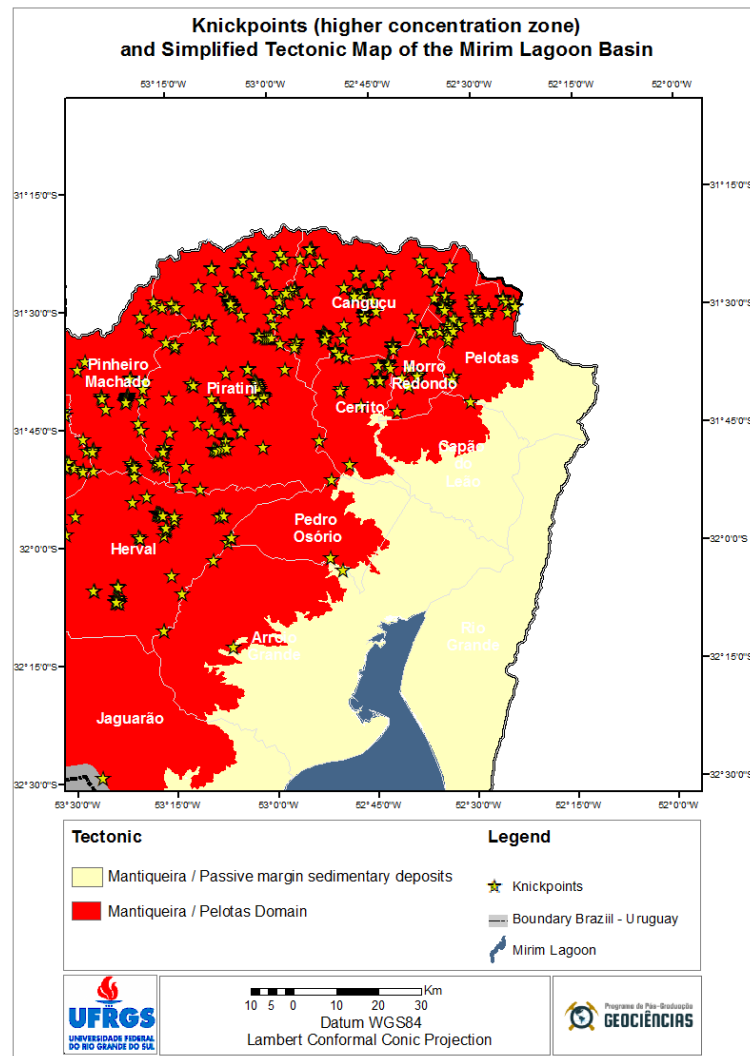 Knickpoints (higher concentration zone)
and Simplified Tectonic Map of the Mirim Lagoon Basin
53°15'0"W 53°0'0"W 52°45'0"W 52°30'0"W 52°15'0"W 52°0'0"W
31°15'0"S 31°15'0"S
31°30'0"S 31°30'0"S
31°45'0"S 31°45'0"S
32°0'0"S 32°0'0"S
32°15'0"S 32°15'0"S
32°30'0"S 32°30'0"S
Canguçu
Pelotas
Pinheiro
Machado
Piratini
Morro
Redondo
Cerrito
Capão
do
Leão
Pedro
Osório
Herval
Arroio
Grande
Rio
Grande
Jaguarão
53°30'0"W 53°15'0"W 53°0'0"W 52°45'0"W 52°30'0"W 52°15'0"W 52°0'0"W
Tectonic
Mantiqueira / Passive margin sedimentary deposits
Mantiqueira / Pelotas Domain
Legend
Knickpoints
Boundary Braziil - Uruguay
Mirim Lagoon
UFRGS
UNIVERSIDADE FEDERAL
DO RIO GRANDE DO SUL
Km
10 5 0 10 20 30
Datum WGS84
Lambert Conformal Conic Projection
Programa de Pós-Graduação
GEOCIÊNCIAS